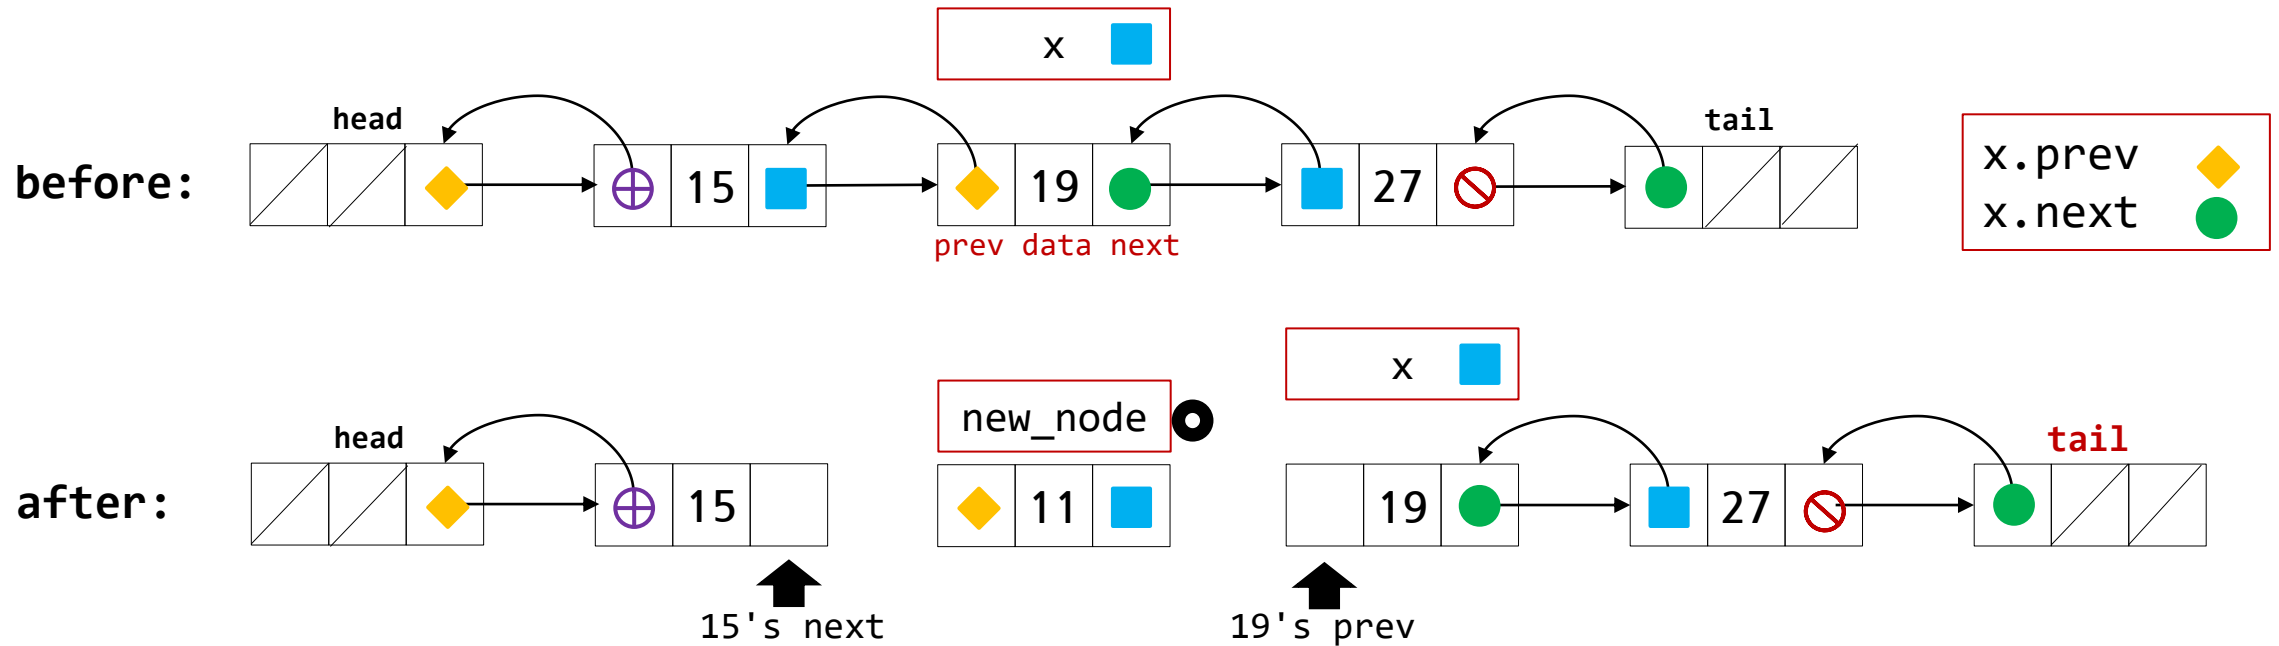 x
head
tail
before:
15
19
27
x.prev
x.next
prev data next
x
new_node
head
tail
after:
15
11
19
27
15's next
19's prev